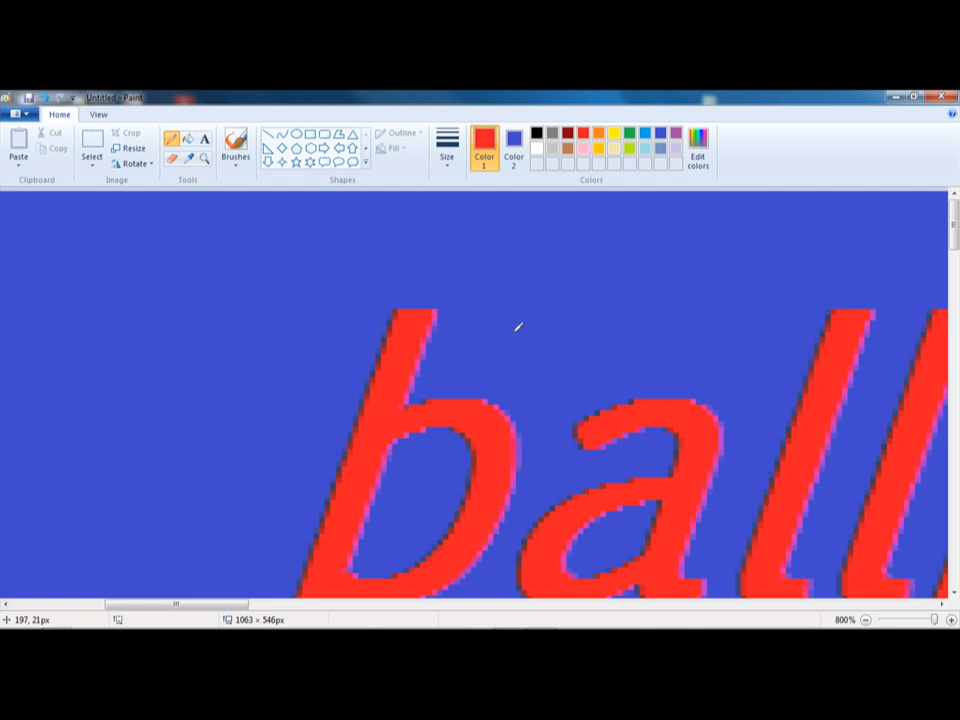 Untitled - Paint
Home View
Paste
Cut
Copy
Clipboard
Select
Crop
Resize
Rotate
Image
Tools
Brushes
Outline
Fill
Shapes
Size
Color 1
Color 2
Edit colors
Colors
ball
197, 21px
1063 × 546px
800%